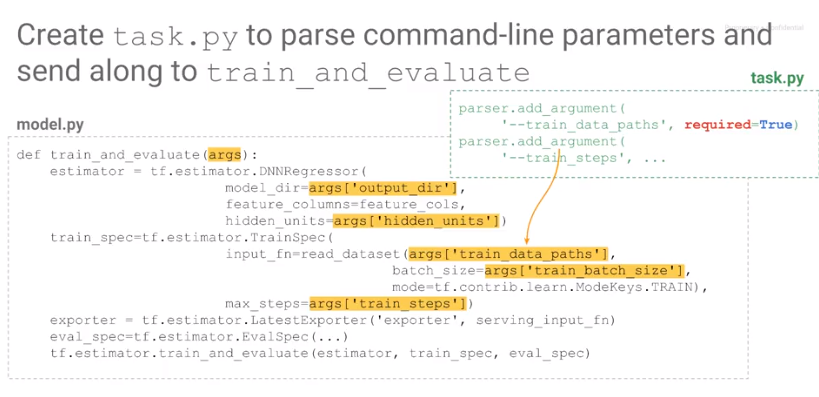 Create task.py to parse command-line parameters and
send along to train_and_evaluate
task.py
parser.add_argument(
'--train_data_paths', required=True)
parser.add_argument(
'--train_steps', ...
model.py
def train_and_evaluate(args):
estimator = tf.estimator.DNNRegressor(
model_dir=args['output_dir'],
feature_columns=feature_cols,
hidden_units=args['hidden_units'])
train_spec=tf.estimator.TrainSpec(
input_fn=read_dataset(args['train_data_paths'],
batch_size=args['train_batch_size'],
mode=tf.contrib.learn.ModeKeys.TRAIN),
max_steps=args['train_steps'])
exporter = tf.estimator.LatestExporter('exporter', serving_input_fn)
eval_spec=tf.estimator.EvalSpec(...)
tf.estimator.train_and_evaluate(estimator, train_spec, eval_spec)